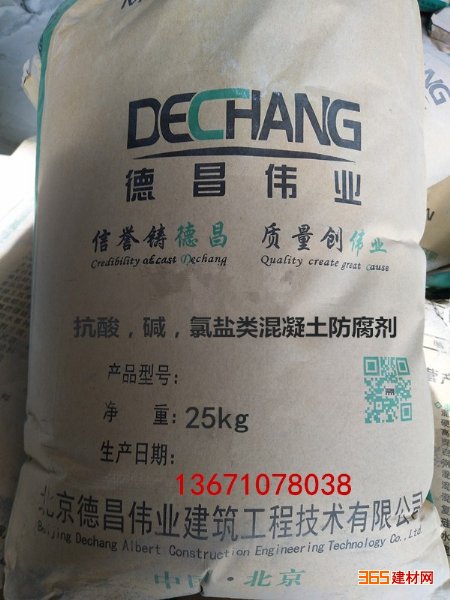 DECHANG
德昌伟业
信誉铸德昌 质量创伟业
Credibility of cast Dechang Quality create great cause
抗酸，碱，氯盐类混凝土防腐剂
产品型号：
净 重：25kg
生产日期：
13671078038
北京德昌伟业建筑工程技术有限公司
Beijing Dechang Albert Construction Engineering Technology Co.,Ltd.
中国·北京
365建材网